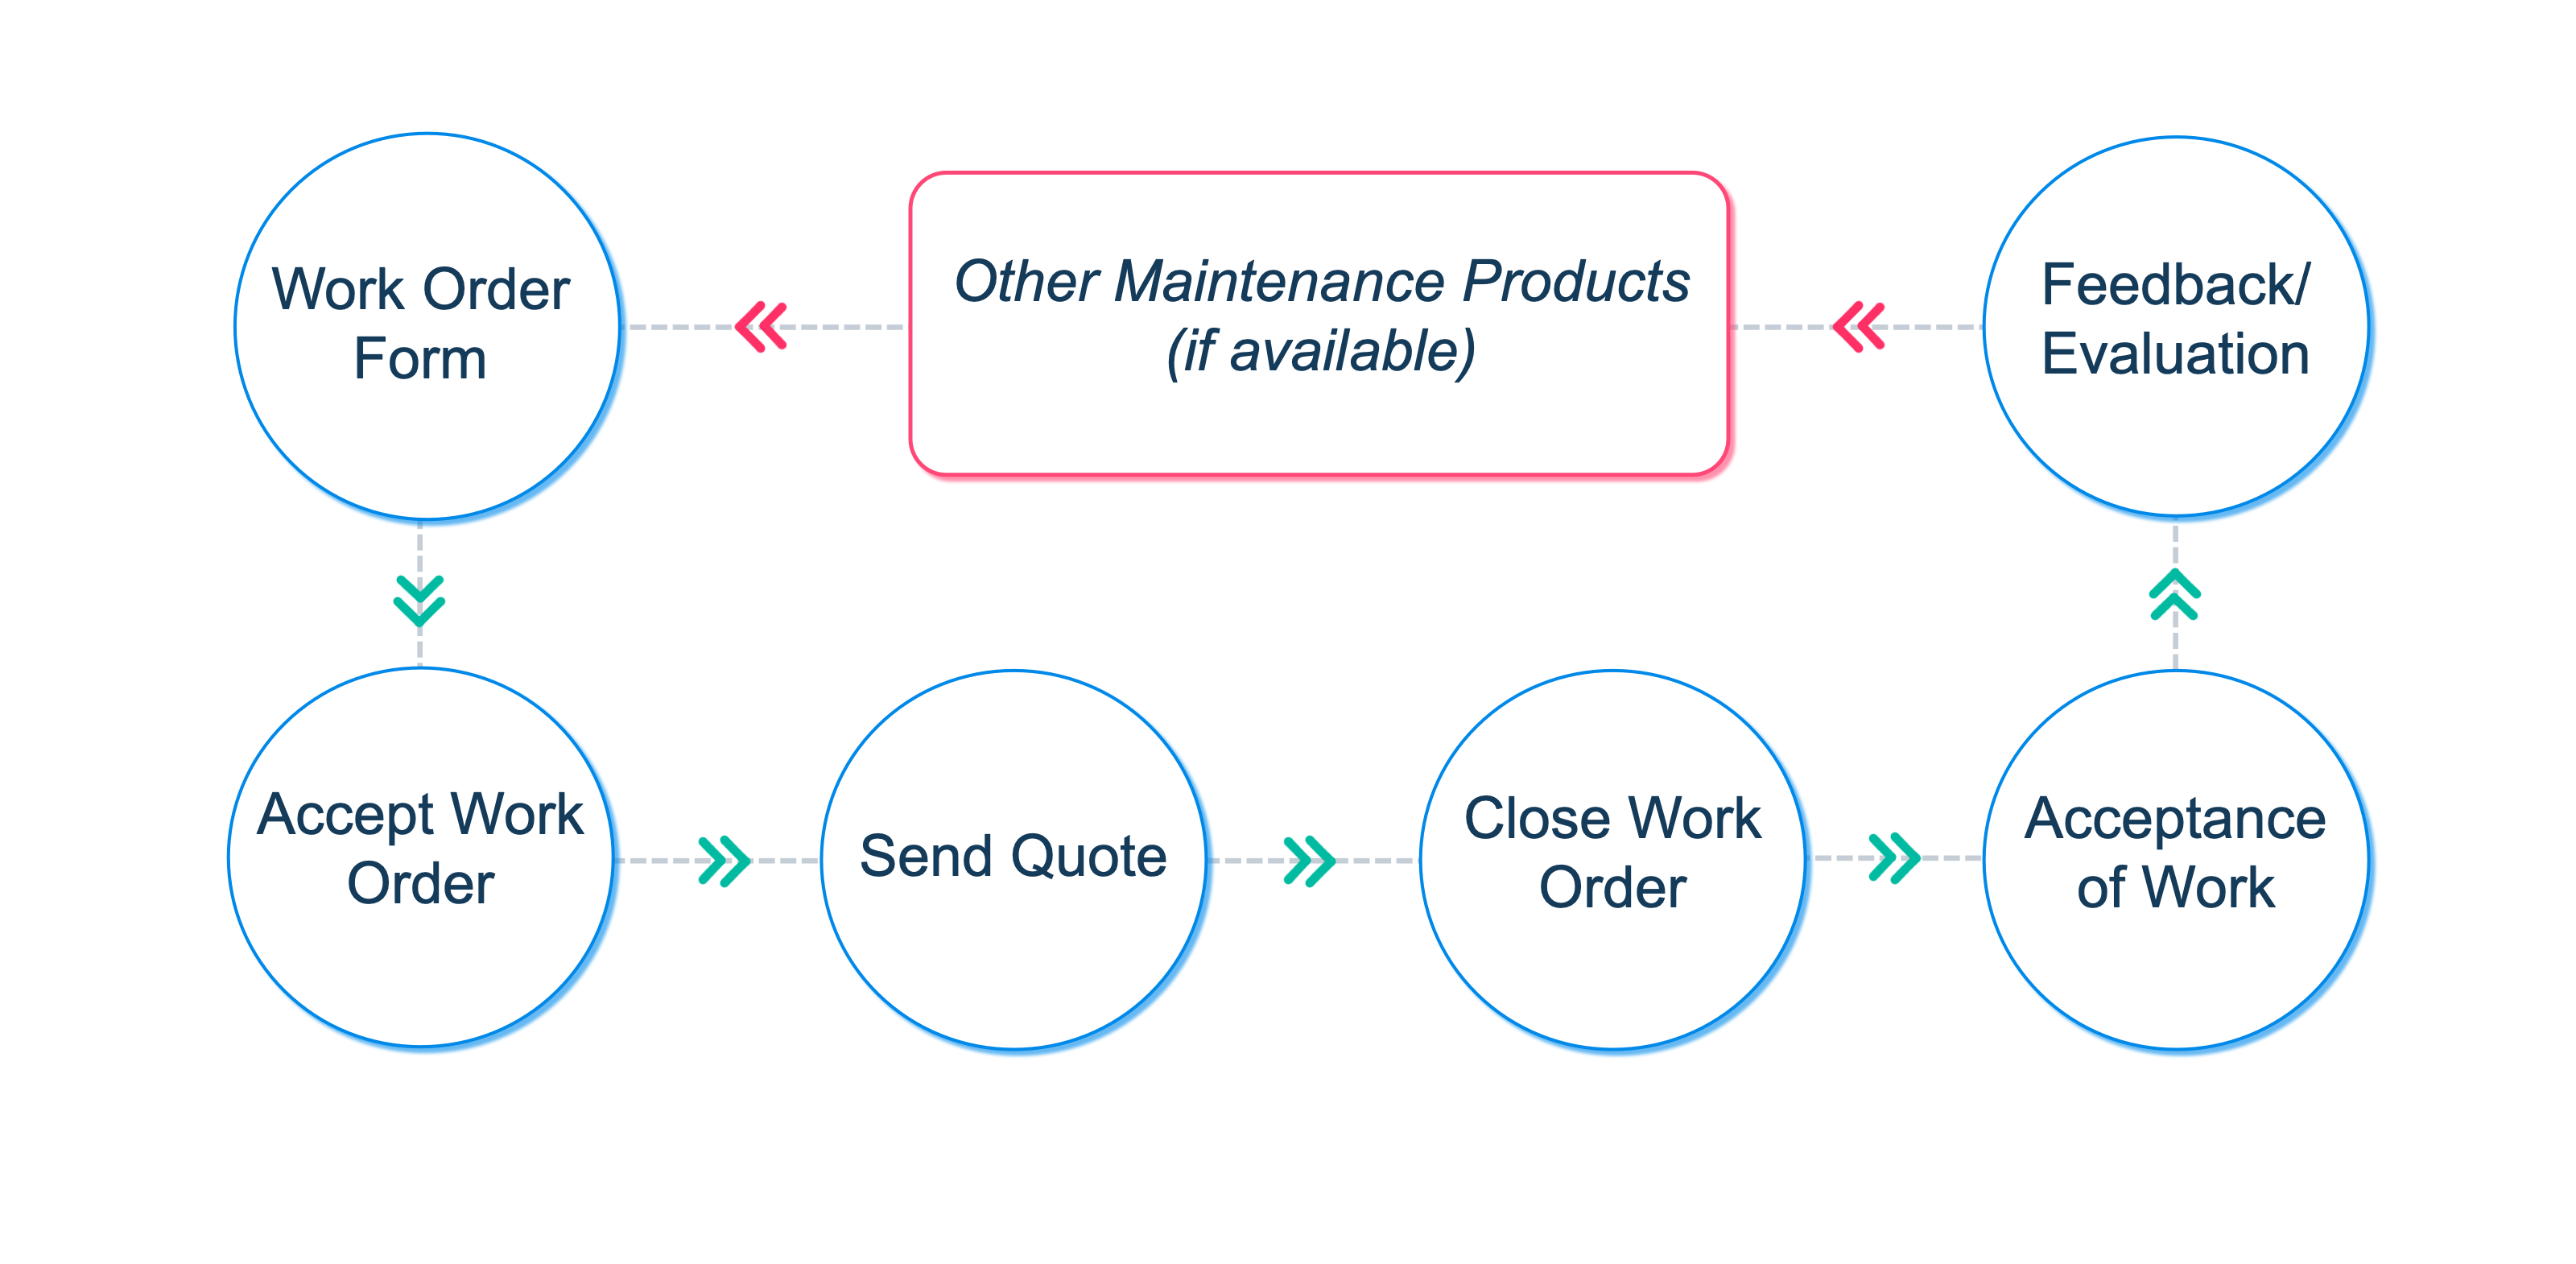 Work Order
Form
Other Maintenance Products
(if available)
Feedback/
Evaluation
Accept Work
Order
Send Quote
Close Work
Order
Acceptance
of Work